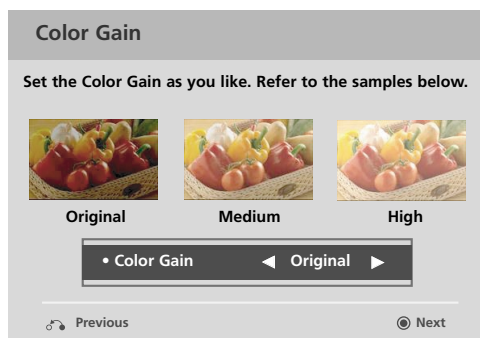 Color Gain
Set the Color Gain as you like. Refer to the samples below.
Original Medium High
• Color Gain ◀ Original ▶
Previous Next